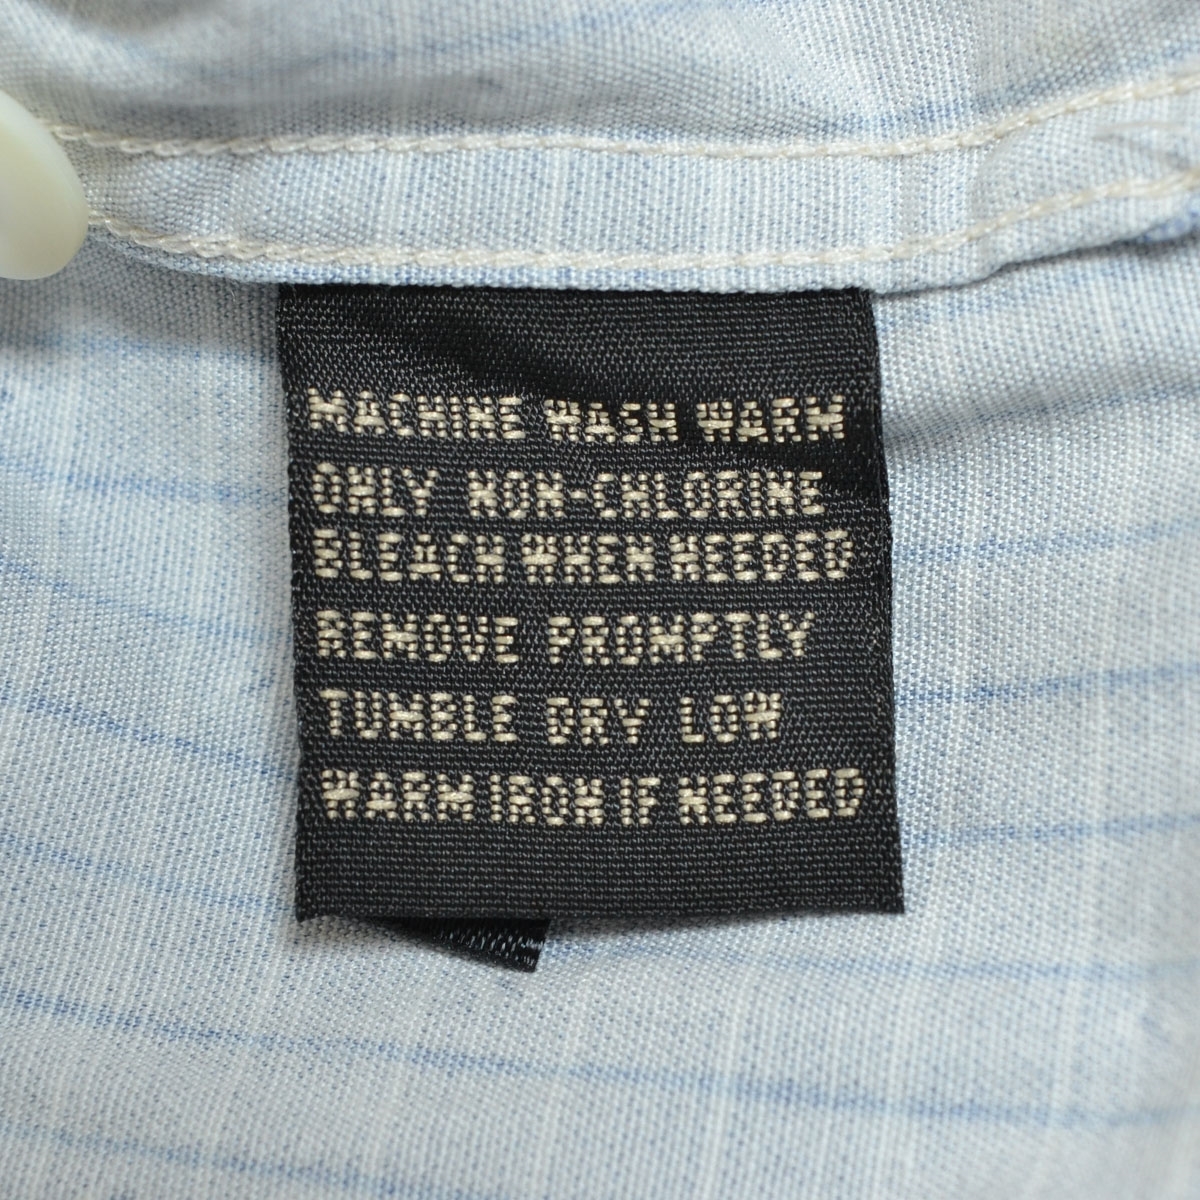 MACHINE WASH WARM
ONLY NON-CHLORINE
BLEACH WHEN NEEDED
REMOVE PROMPTLY
TUMBLE DRY LOW
WARM IRON IF NEEDED